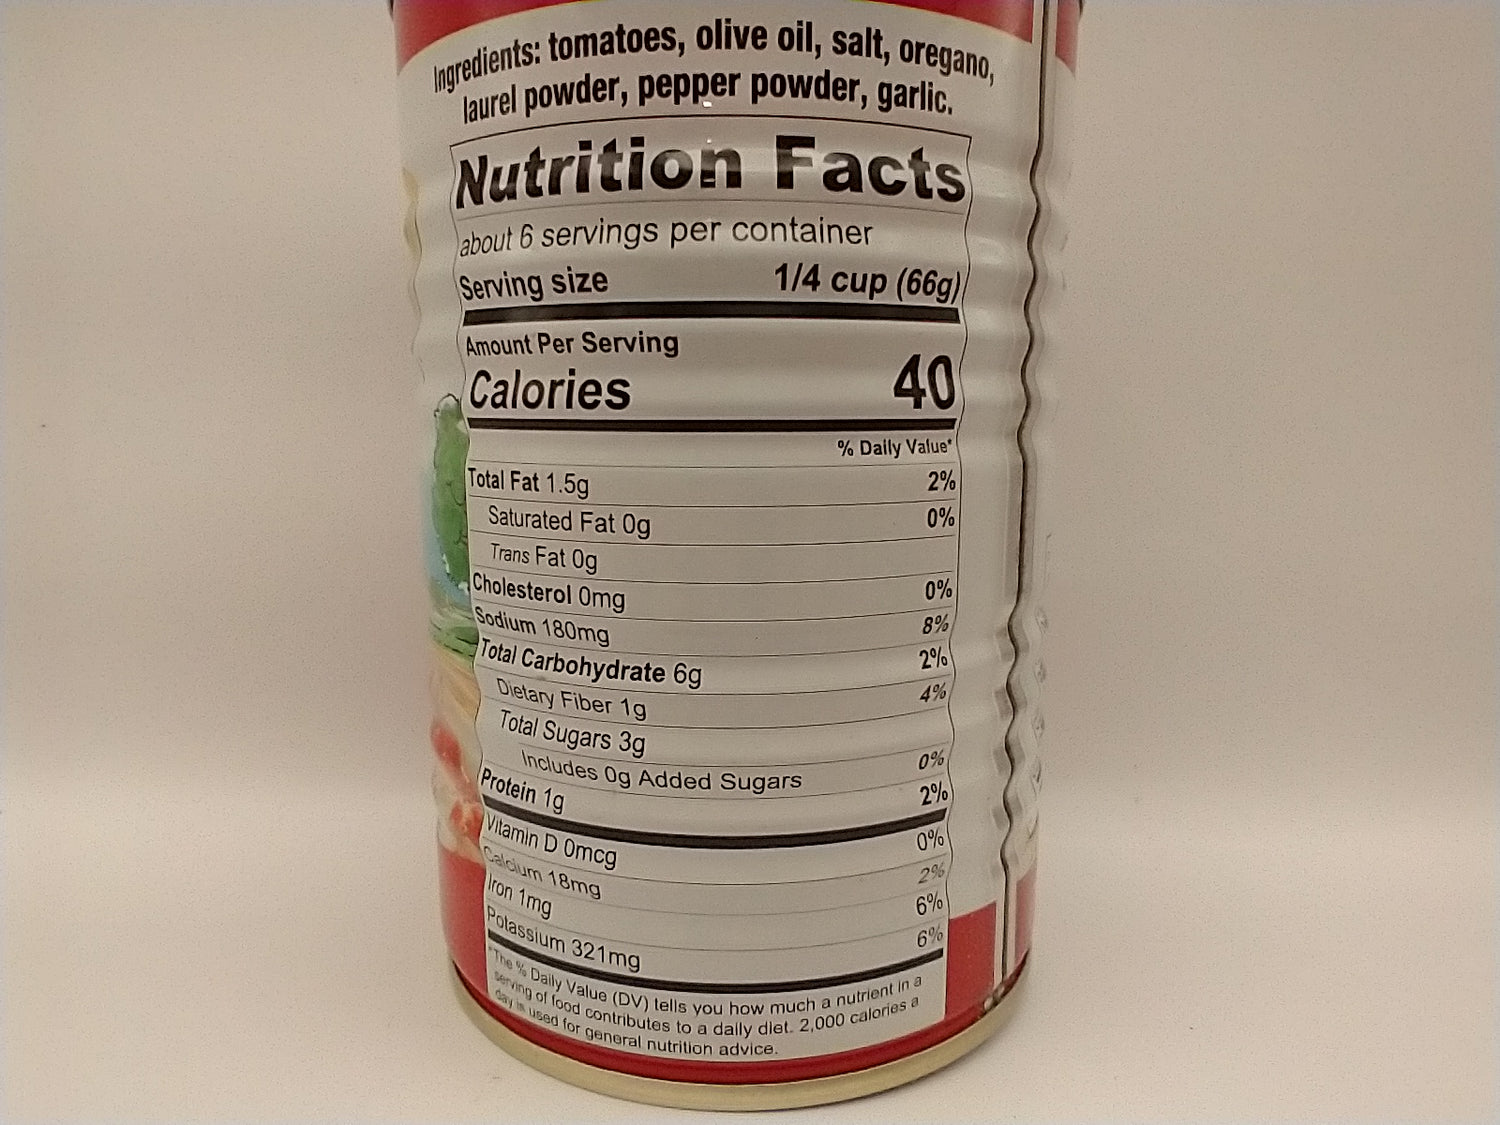 Ingredients: tomatoes, olive oil, salt, oregano,
laurel powder, pepper powder, garlic.
Nutrition Facts
about 6 servings per container
Serving size 1/4 cup (66g)
Amount Per Serving
Calories 40
% Daily Value*
Total Fat 1.5g 2%
Saturated Fat 0g 0%
Trans Fat 0g
Cholesterol 0mg 0%
Sodium 180mg 8%
Total Carbohydrate 6g 2%
Dietary Fiber 1g 4%
Total Sugars 3g
Includes 0g Added Sugars 0%
Protein 1g 2%
Vitamin D 0mcg 0%
Calcium 18mg 2%
Iron 1mg 6%
Potassium 321mg 6%
*The % Daily Value (DV) tells you how much a nutrient in a
serving of food contributes to a daily diet. 2,000 calories a
day is used for general nutrition advice.